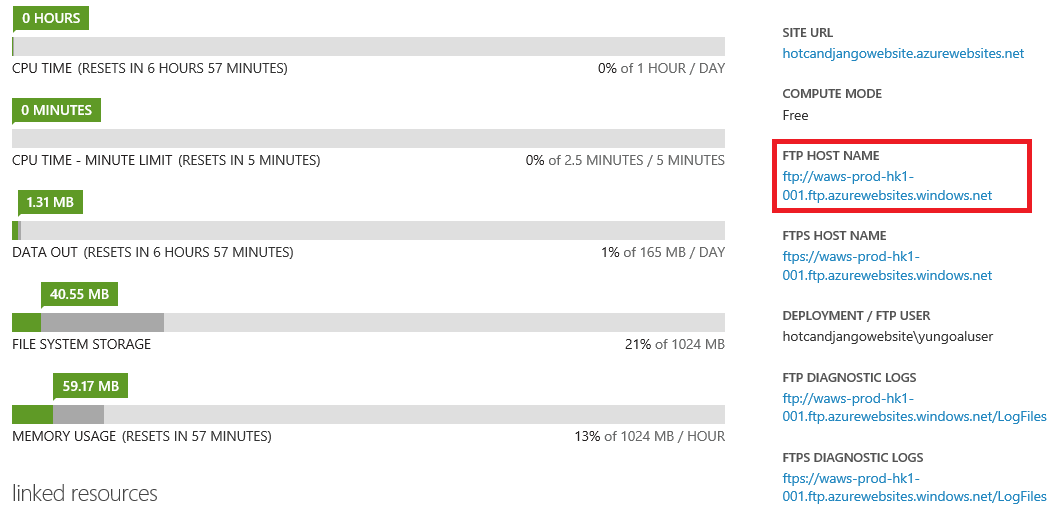 0 HOURS
CPU TIME (RESETS IN 6 HOURS 57 MINUTES)
0% of 1 HOUR / DAY
0 MINUTES
CPU TIME - MINUTE LIMIT (RESETS IN 5 MINUTES)
0% of 2.5 MINUTES / 5 MINUTES
1.31 MB
DATA OUT (RESETS IN 6 HOURS 57 MINUTES)
1% of 165 MB / DAY
40.55 MB
FILE SYSTEM STORAGE
21% of 1024 MB
59.17 MB
MEMORY USAGE (RESETS IN 57 MINUTES)
13% of 1024 MB / HOUR
linked resources
SITE URL
hotcandjangowebsite.azurewebsites.net
COMPUTE MODE
Free
FTP HOST NAME
ftp://waws-prod-hk1-
001.ftp.azurewebsites.windows.net
FTPS HOST NAME
ftps://waws-prod-hk1-
001.ftp.azurewebsites.windows.net
DEPLOYMENT / FTP USER
hotcandjangowebsite\yungoaluser
FTP DIAGNOSTIC LOGS
ftp://waws-prod-hk1-
001.ftp.azurewebsites.windows.net/LogFiles
FTPS DIAGNOSTIC LOGS
ftps://waws-prod-hk1-
001.ftp.azurewebsites.windows.net/LogFiles